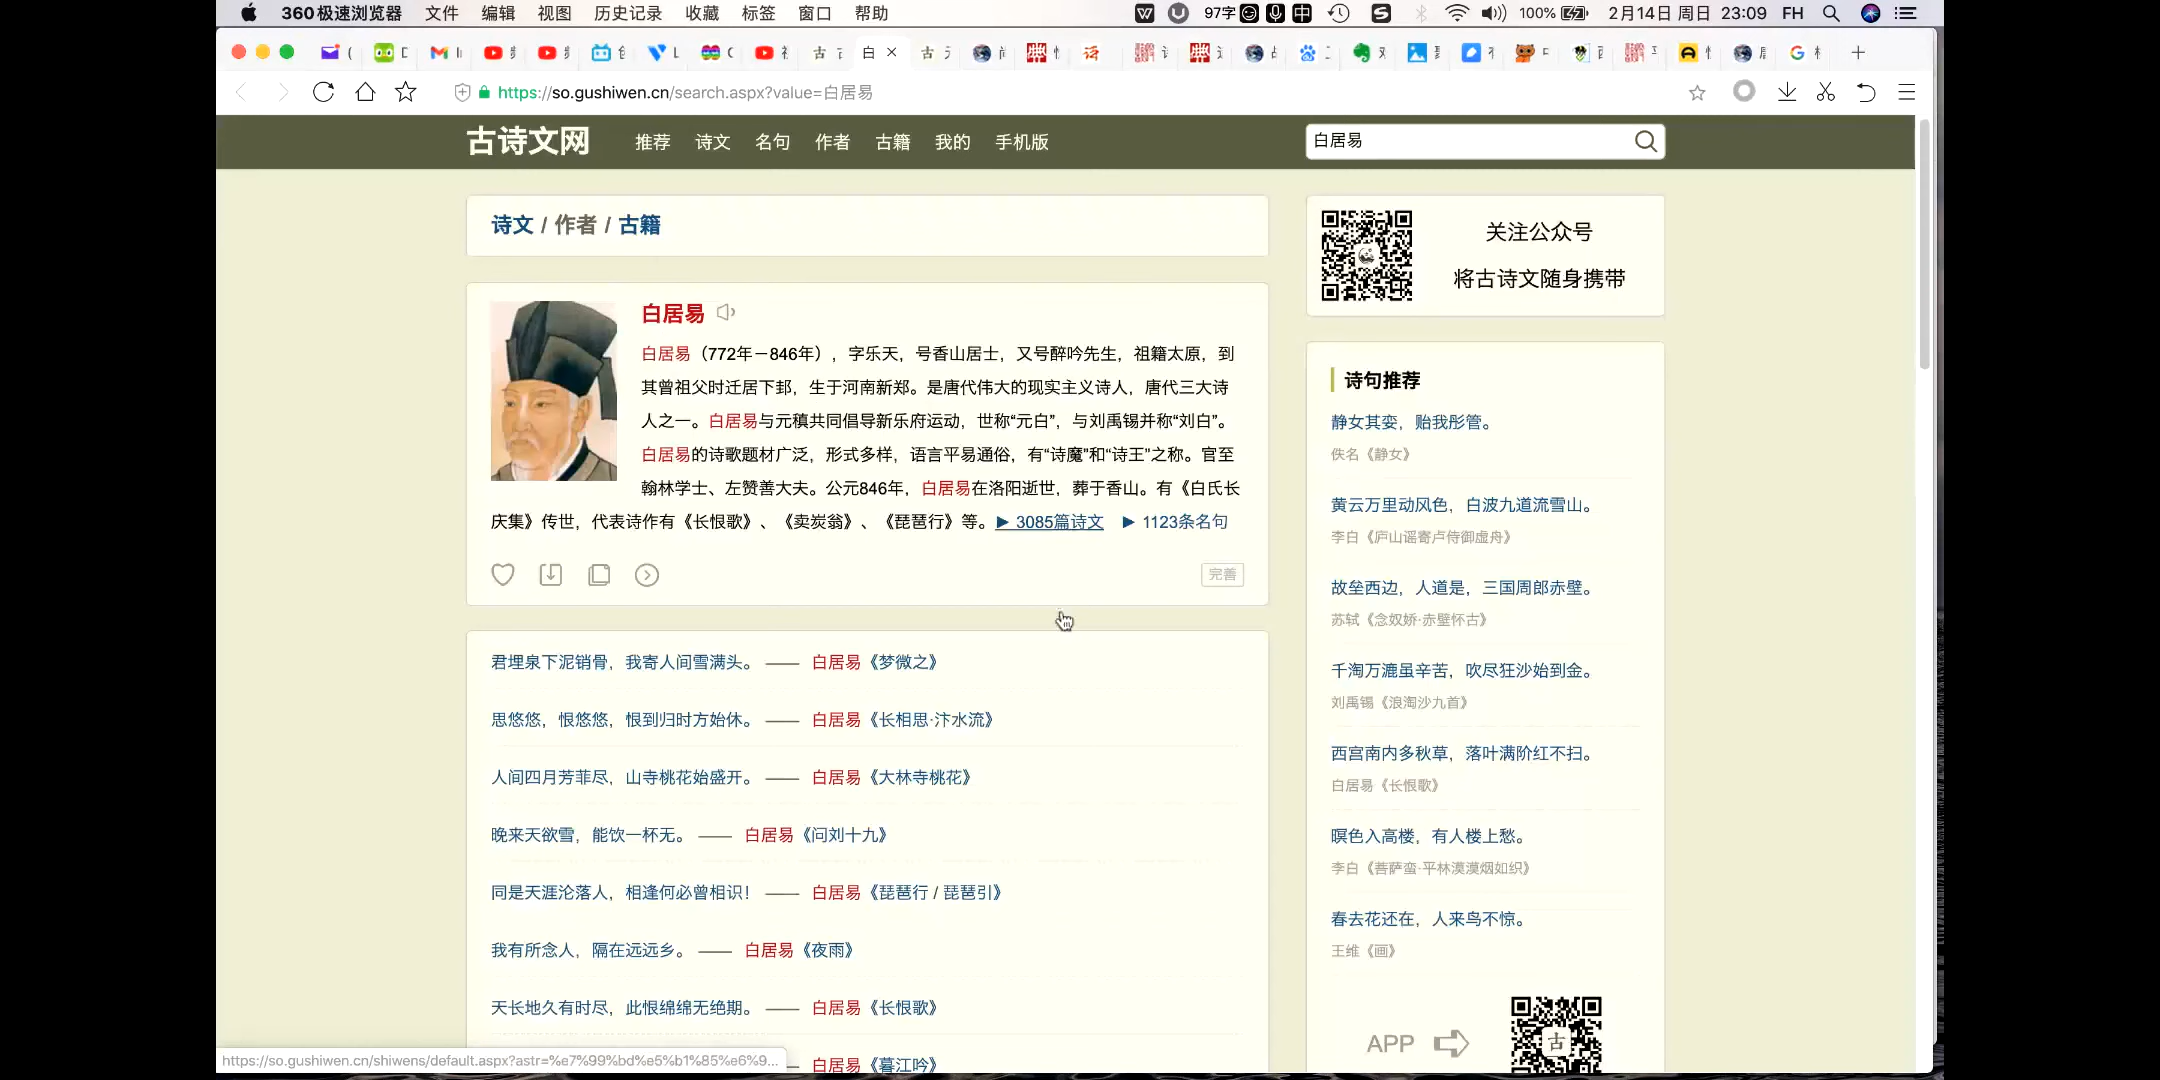 360极速浏览器 文件 编辑 视图 历史记录 收藏 标签 窗口 帮助 97字 中 100% 2月14日 周日 23:09 FH
https://so.gushiwen.cn/search.aspx?value=白居易
古诗文网 推荐 诗文 名句 作者 古籍 我的 手机版 白居易
诗文 / 作者 / 古籍
白居易
白居易（772年－846年），字乐天，号香山居士，又号醉吟先生，祖籍太原，到
其曾祖父时迁居下邽，生于河南新郑。是唐代伟大的现实主义诗人，唐代三大诗
人之一。白居易与元稹共同倡导新乐府运动，世称“元白”，与刘禹锡并称“刘白”。
白居易的诗歌题材广泛，形式多样，语言平易通俗，有“诗魔”和“诗王”之称。官至
翰林学士、左赞善大夫。公元846年，白居易在洛阳逝世，葬于香山。有《白氏长
庆集》传世，代表诗作有《长恨歌》、《卖炭翁》、《琵琶行》等。▶ 3085篇诗文 ▶ 1123条名句
完善
君埋泉下泥销骨，我寄人间雪满头。 —— 白居易《梦微之》
思悠悠，恨悠悠，恨到归时方始休。 —— 白居易《长相思·汴水流》
人间四月芳菲尽，山寺桃花始盛开。 —— 白居易《大林寺桃花》
晚来天欲雪，能饮一杯无。 —— 白居易《问刘十九》
同是天涯沦落人，相逢何必曾相识！ —— 白居易《琵琶行 / 琵琶引》
我有所念人，隔在远远乡。 —— 白居易《夜雨》
天长地久有时尽，此恨绵绵无绝期。 —— 白居易《长恨歌》
白居易《暮江吟》
https://so.gushiwen.cn/shiwens/default.aspx?astr=%e7%99%bd%e5%b1%85%e6%9...
关注公众号
将古诗文随身携带
诗句推荐
静女其娈，贻我彤管。
佚名《静女》
黄云万里动风色，白波九道流雪山。
李白《庐山谣寄卢侍御虚舟》
故垒西边，人道是，三国周郎赤壁。
苏轼《念奴娇·赤壁怀古》
千淘万漉虽辛苦，吹尽狂沙始到金。
刘禹锡《浪淘沙九首》
西宫南内多秋草，落叶满阶红不扫。
白居易《长恨歌》
暝色入高楼，有人楼上愁。
李白《菩萨蛮·平林漠漠烟如织》
春去花还在，人来鸟不惊。
王维《画》
APP 古